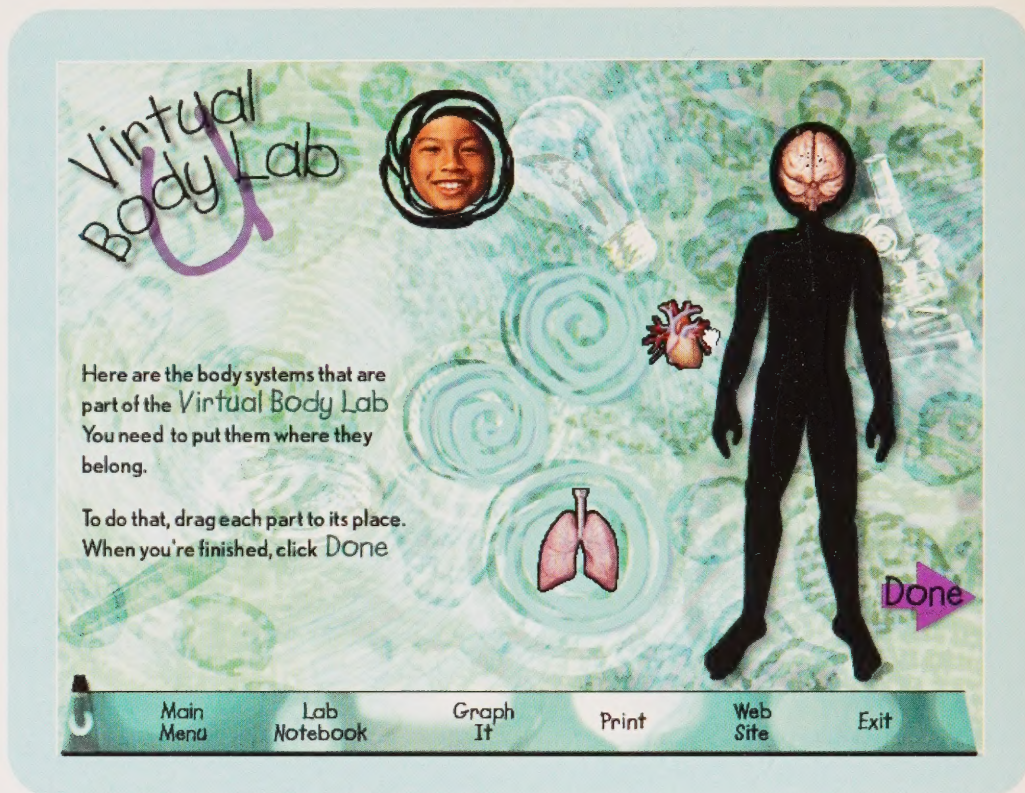 Virtual
Body Lab
U
Here are the body systems that are
part of the Virtual Body Lab
You need to put them where they
belong.
To do that, drag each part to its place.
When you're finished, click Done
Done
Main
Menu
Lab
Notebook
Graph
It
Print
Web
Site
Exit